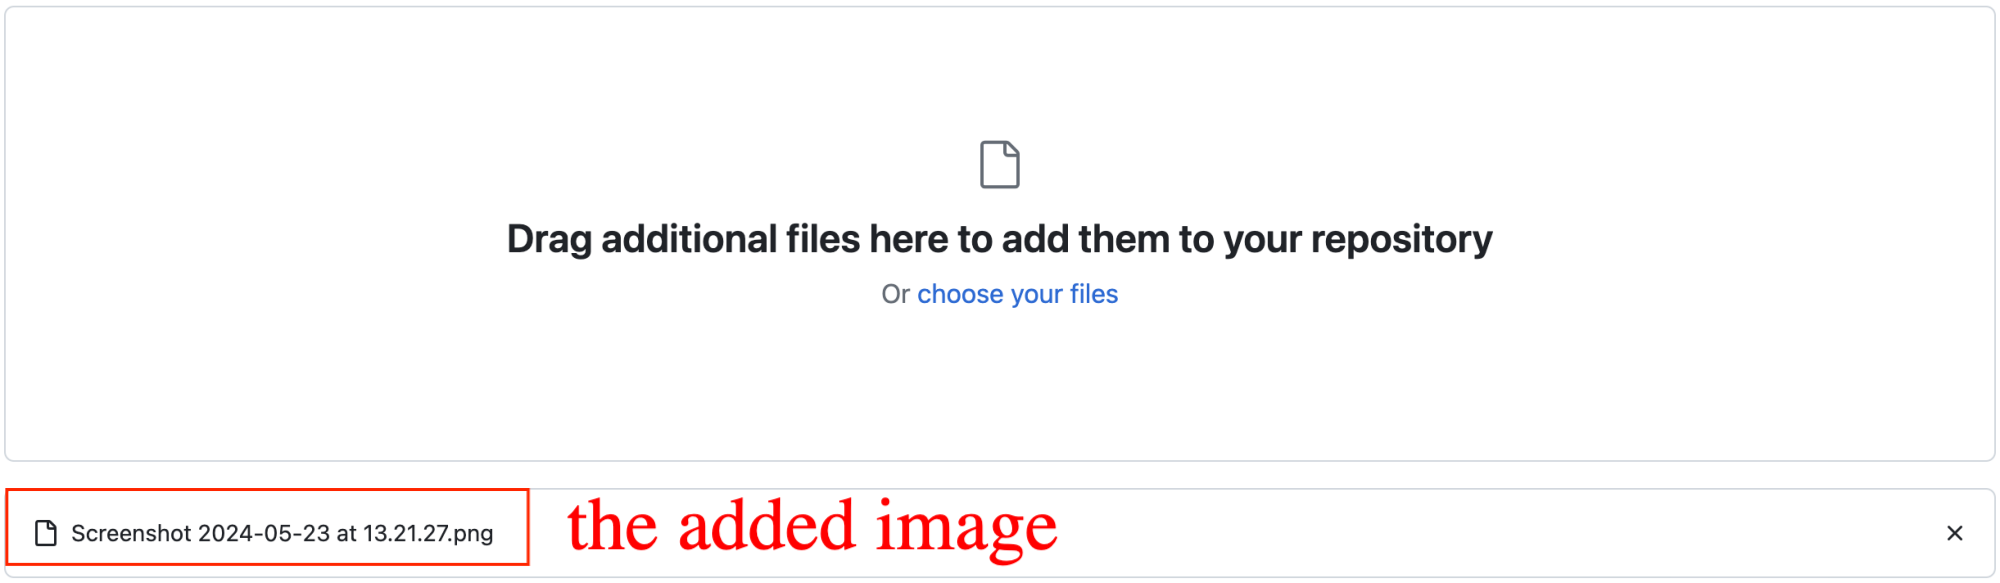 Drag additional files here to add them to your repository
Or choose your files
Screenshot 2024-05-23 at 13.21.27.png
the added image